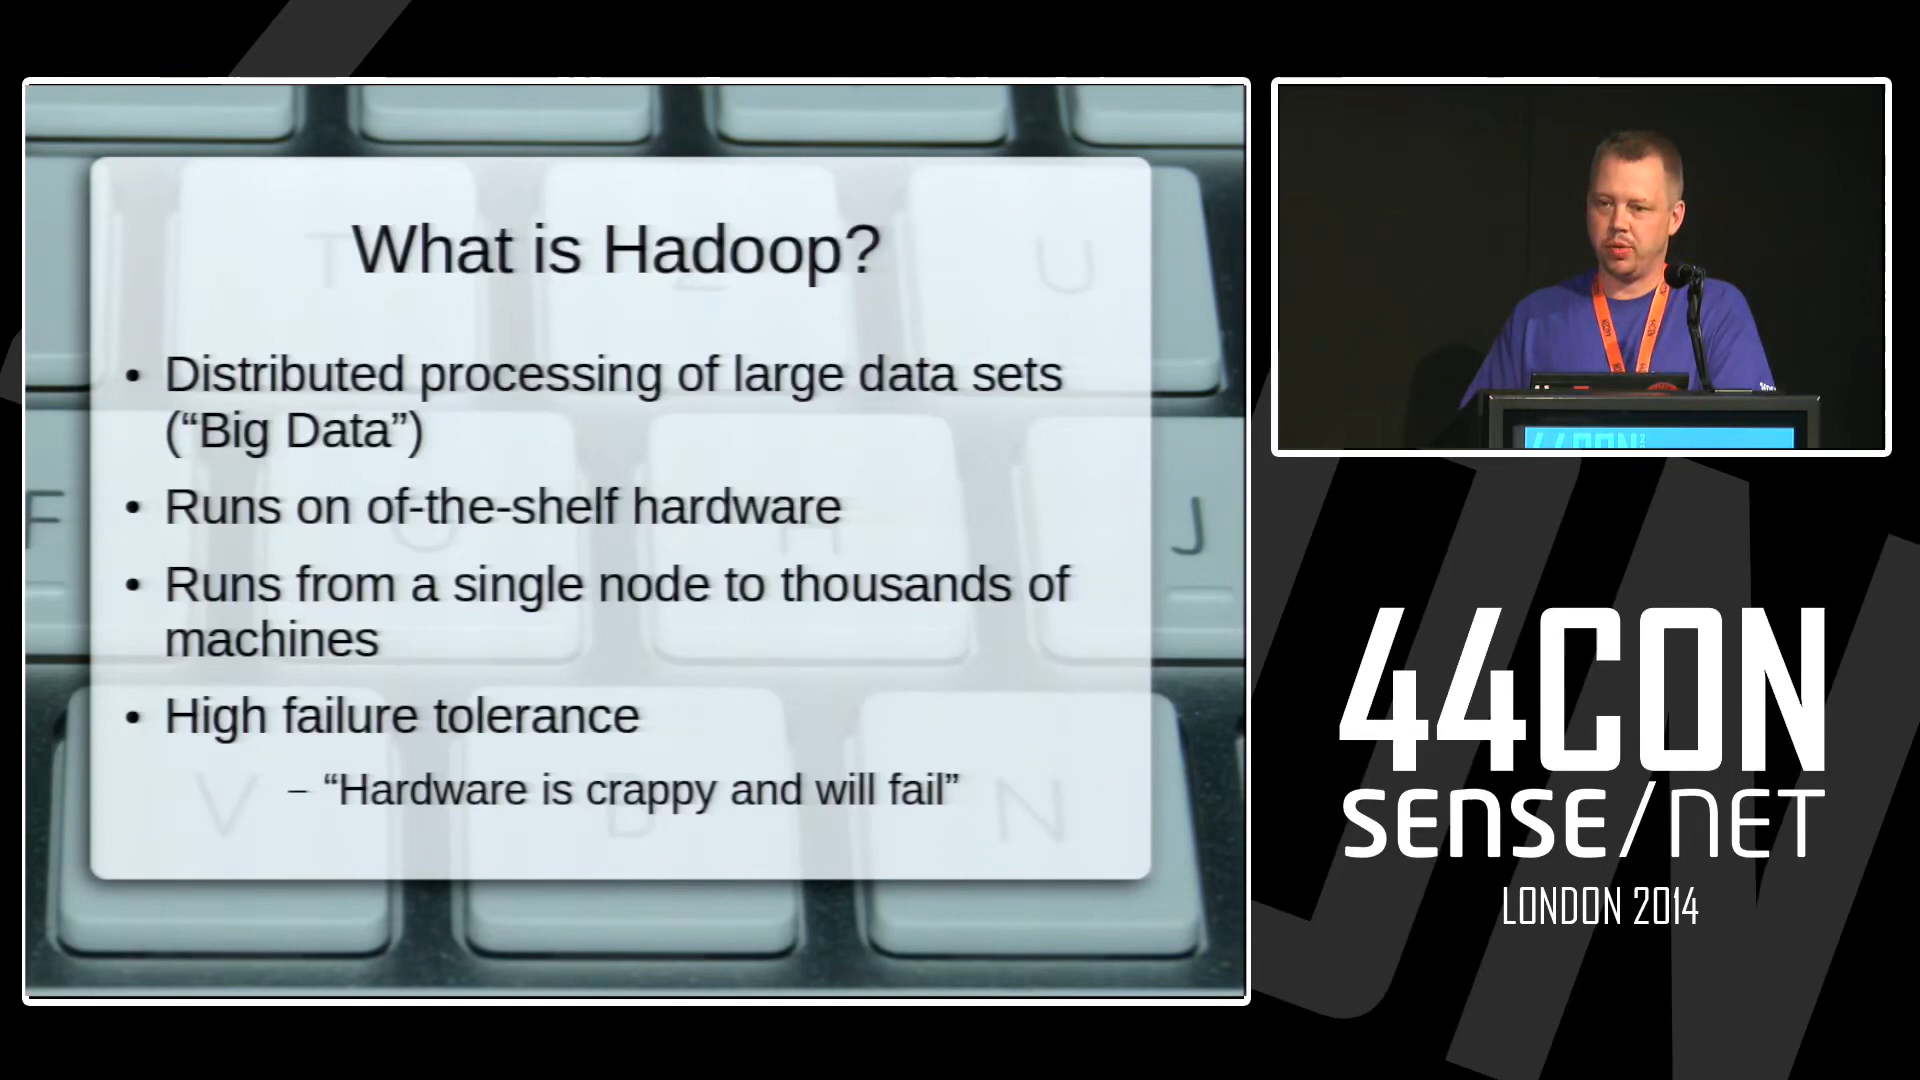 What is Hadoop?
• Distributed processing of large data sets
(“Big Data”)
• Runs on of-the-shelf hardware
• Runs from a single node to thousands of
machines
• High failure tolerance
– “Hardware is crappy and will fail”
T
Z
U
F
G
H
J
V
B
N
44CON
44CON
SENSE/NET
LONDON 2014